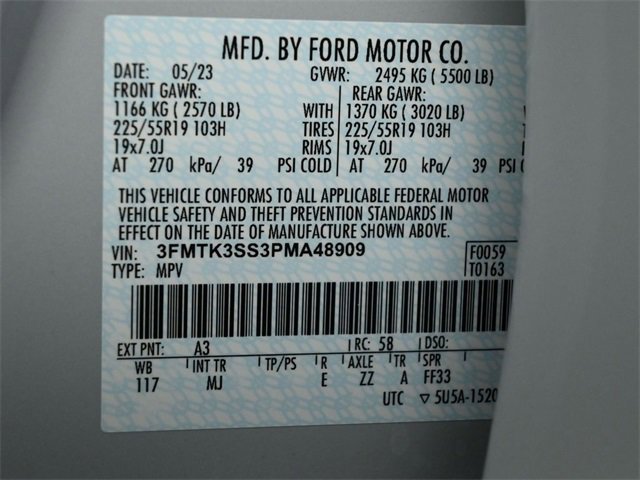 MFD. BY FORD MOTOR CO.
DATE: 05/23 GVWR: 2495 KG ( 5500 LB)
FRONT GAWR: REAR GAWR:
1166 KG ( 2570 LB) WITH 1370 KG ( 3020 LB)
225/55R19 103H TIRES 225/55R19 103H
19x7.0J RIMS 19x7.0J
AT 270 kPa/ 39 PSI COLD AT 270 kPa/ 39 PSI
THIS VEHICLE CONFORMS TO ALL APPLICABLE FEDERAL MOTOR
VEHICLE SAFETY AND THEFT PREVENTION STANDARDS IN
EFFECT ON THE DATE OF MANUFACTURE SHOWN ABOVE.
VIN: 3FMTK3SS3PMA48909 F0059
TYPE: MPV T0163
EXT PNT: A3 RC: 58 DSO:
WB INT TR TP/PS R AXLE TR SPR
117 MJ E ZZ A FF33
UTC ▽ 5U5A-1520